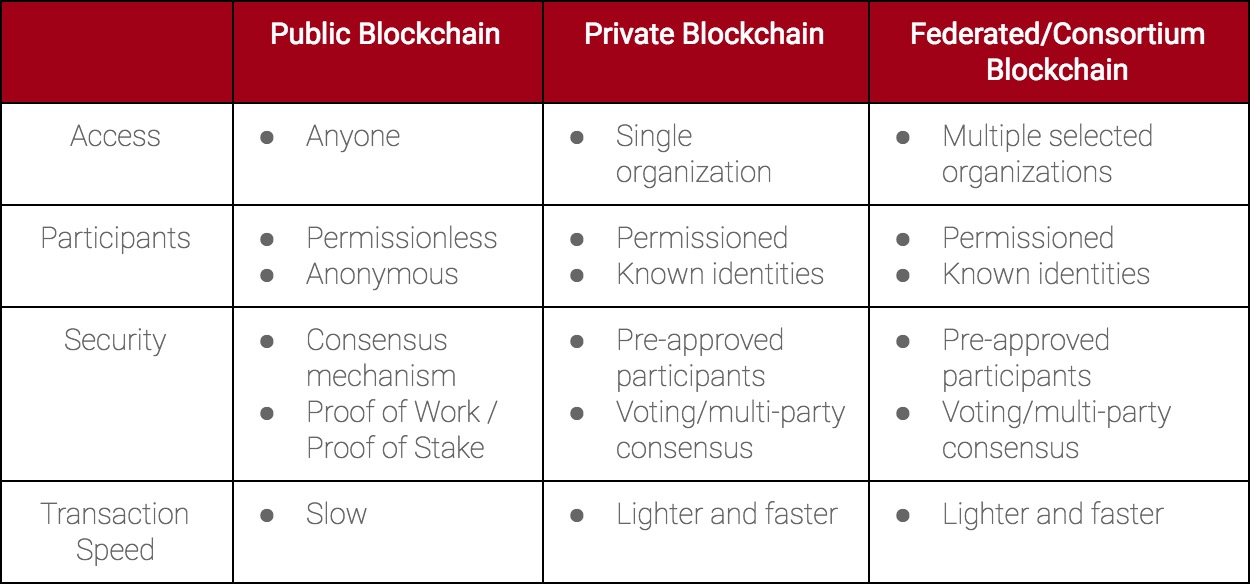 Public Blockchain
Private Blockchain
Federated/Consortium
Blockchain
Access
● Anyone
● Single
organization
● Multiple selected
organizations
Participants
● Permissionless
● Anonymous
● Permissioned
● Known identities
● Permissioned
● Known identities
Security
● Consensus
mechanism
● Proof of Work /
Proof of Stake
● Pre-approved
participants
● Voting/multi-party
consensus
● Pre-approved
participants
● Voting/multi-party
consensus
Transaction
Speed
● Slow
● Lighter and faster
● Lighter and faster